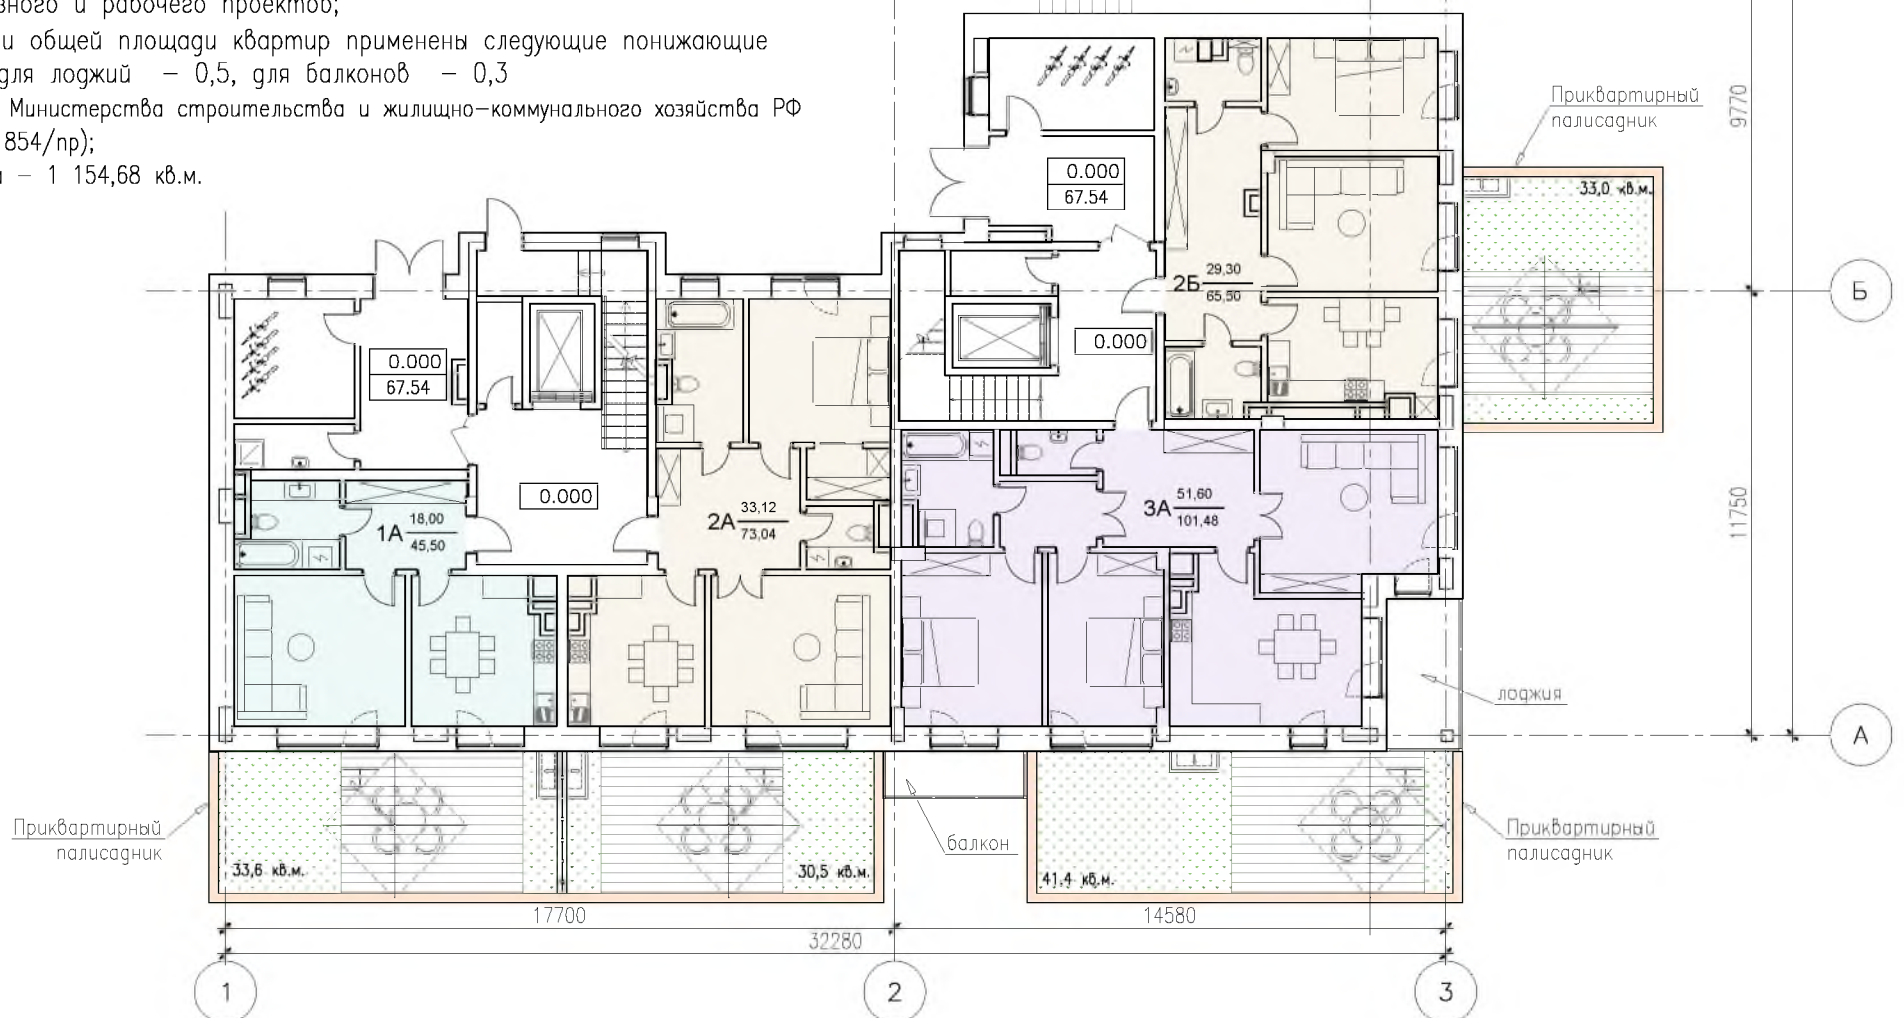 и рабочего проектов;
и общей площади квартир применены следующие понижающие
для лоджий – 0,5, для балконов – 0,3
Министерства строительства и жилищно-коммунального хозяйства РФ
854/пр);
– 1 154,68 кв.м.
Приквартирный
палисадник
9770
33,0 кв.м.
0.000
67.54
2Б
29,30
65,50
Б
0.000
0.000
67.54
11750
0.000
1А
18,00
45,50
2А
33,12
73,04
3А
51,60
101,48
лоджия
А
Приквартирный
палисадник
33,6 кв.м.
30,5 кв.м.
балкон
41,4 кв.м.
Приквартирный
палисадник
17700
14580
32280
1
2
3